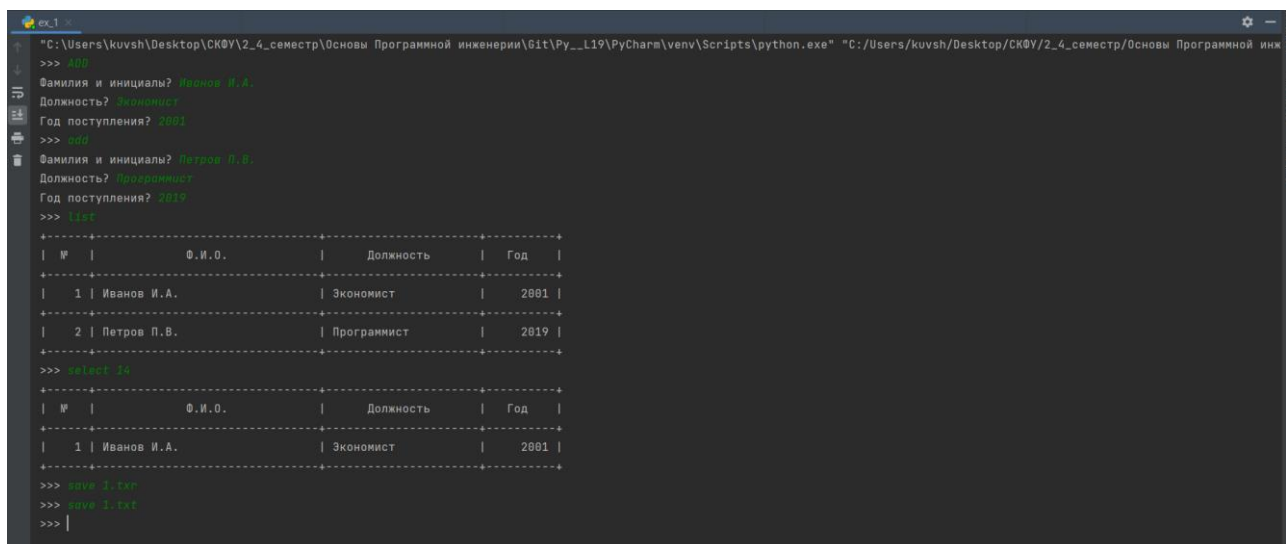 ex_1
"C:\Users\kuvsh\Desktop\СКФУ\2_4_семестр\Основы Программной инженерии\Git\Py__L19\PyCharm\venv\Scripts\python.exe" "C:/Users/kuvsh/Desktop/СКФУ/2_4_семестр/Основы Программной инж
>>> ADD
Фамилия и инициалы? Иванов И.А.
Должность? Экономист
Год поступления? 2001
>>> add
Фамилия и инициалы? Петров П.В.
Должность? Программист
Год поступления? 2019
>>> list
+------+--------------------------------+----------------------+----------+
| № | Ф.И.О. | Должность | Год |
+------+--------------------------------+----------------------+----------+
| 1 | Иванов И.А. | Экономист | 2001 |
+------+--------------------------------+----------------------+----------+
| 2 | Петров П.В. | Программист | 2019 |
+------+--------------------------------+----------------------+----------+
>>> select 14
+------+--------------------------------+----------------------+----------+
| № | Ф.И.О. | Должность | Год |
+------+--------------------------------+----------------------+----------+
| 1 | Иванов И.А. | Экономист | 2001 |
+------+--------------------------------+----------------------+----------+
>>> save 1.txr
>>> save 1.txt
>>>